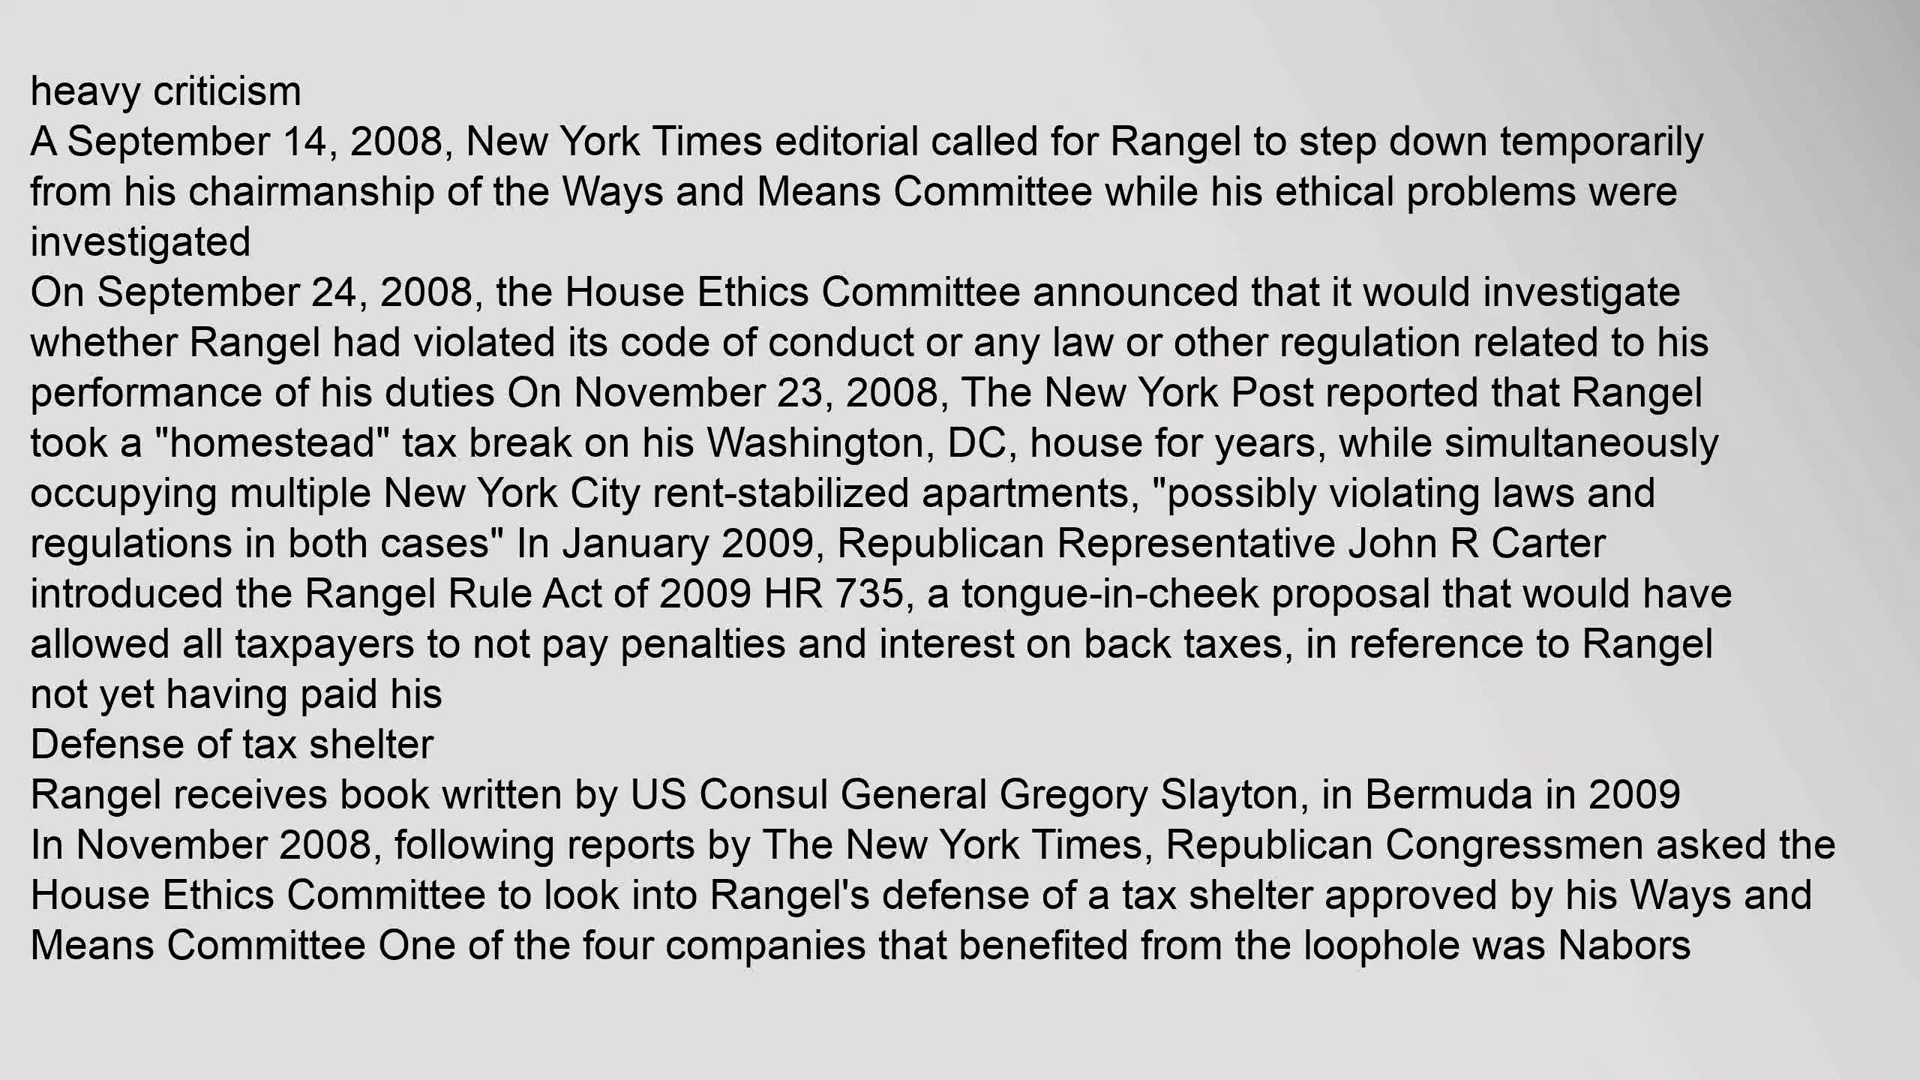 heavy criticism
A September 14, 2008, New York Times editorial called for Rangel to step down temporarily
from his chairmanship of the Ways and Means Committee while his ethical problems were
investigated
On September 24, 2008, the House Ethics Committee announced that it would investigate
whether Rangel had violated its code of conduct or any law or other regulation related to his
performance of his duties On November 23, 2008, The New York Post reported that Rangel
took a "homestead" tax break on his Washington, DC, house for years, while simultaneously
occupying multiple New York City rent-stabilized apartments, "possibly violating laws and
regulations in both cases" In January 2009, Republican Representative John R Carter
introduced the Rangel Rule Act of 2009 HR 735, a tongue-in-cheek proposal that would have
allowed all taxpayers to not pay penalties and interest on back taxes, in reference to Rangel
not yet having paid his
Defense of tax shelter
Rangel receives book written by US Consul General Gregory Slayton, in Bermuda in 2009
In November 2008, following reports by The New York Times, Republican Congressmen asked the
House Ethics Committee to look into Rangel's defense of a tax shelter approved by his Ways and
Means Committee One of the four companies that benefited from the loophole was Nabors